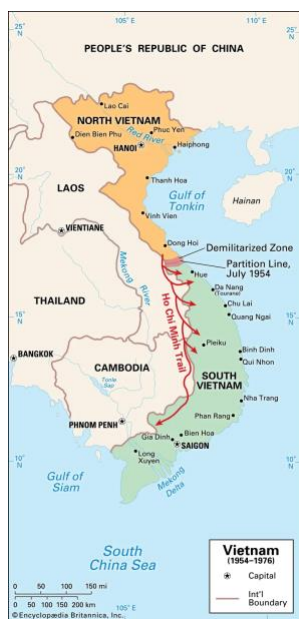 105°E
110°E
25°N
25°N
PEOPLE'S REPUBLIC OF CHINA
Lao Cai
NORTH VIETNAM
Phuc Yen
Red River
Dien Bien Phu
HANOI
Haiphong
20°N
20°N
LAOS
Thanh Hoa
Gulf of
Tonkin
Hainan
Vinh Vien
VIENTIANE
Dong Hoi
Demilitarized Zone
Partition Line,
July 1954
Mekong
River
Hue
Da Nang
(Tourane)
THAILAND
Ho Chi Minh Trail
Chu Lai
Quang Ngai
15°N
15°N
BANGKOK
Pleiku
Binh Dinh
Qui Nhon
CAMBODIA
Tonle
Sap
SOUTH
VIETNAM
Nha Trang
PHNOM PENH
Phan Rang
Gia Dinh
Bien Hoa
SAIGON
Long
Xuyen
10°N
10°N
Gulf of
Siam
Mekong
Delta
South
China Sea
Vietnam
(1954–1976)
Capital
Int'l
Boundary
0 50 100 150 mi
0 50 100 150 200 km
© Encyclopædia Britannica, Inc.
105°E
110°E